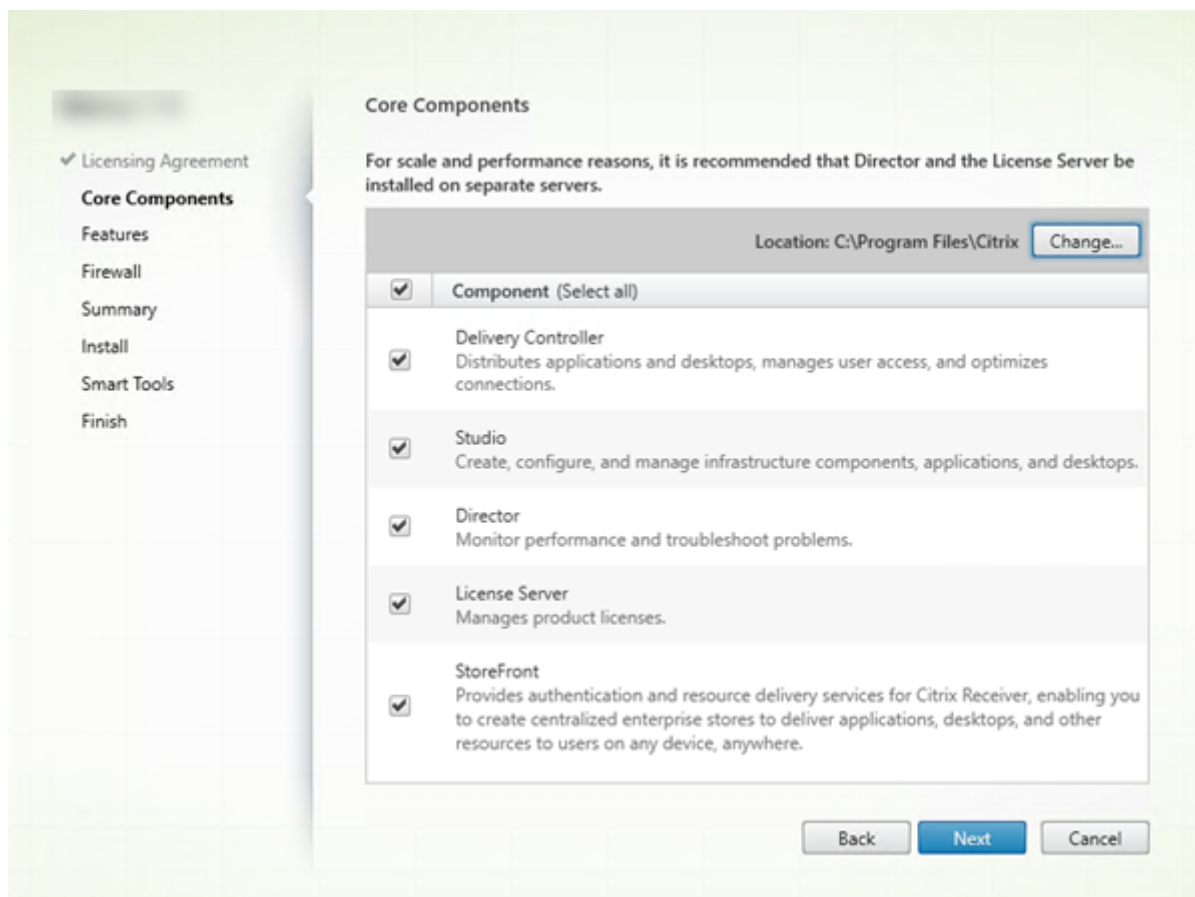 Licensing Agreement
Core Components
Features
Firewall
Summary
Install
Smart Tools
Finish
Core Components
For scale and performance reasons, it is recommended that Director and the License Server be
installed on separate servers.
Location: C:\Program Files\Citrix
Change...
Component (Select all)
Delivery Controller
Distributes applications and desktops, manages user access, and optimizes
connections.
Studio
Create, configure, and manage infrastructure components, applications, and desktops.
Director
Monitor performance and troubleshoot problems.
License Server
Manages product licenses.
StoreFront
Provides authentication and resource delivery services for Citrix Receiver, enabling you
to create centralized enterprise stores to deliver applications, desktops, and other
resources to users on any device, anywhere.
Back
Next
Cancel